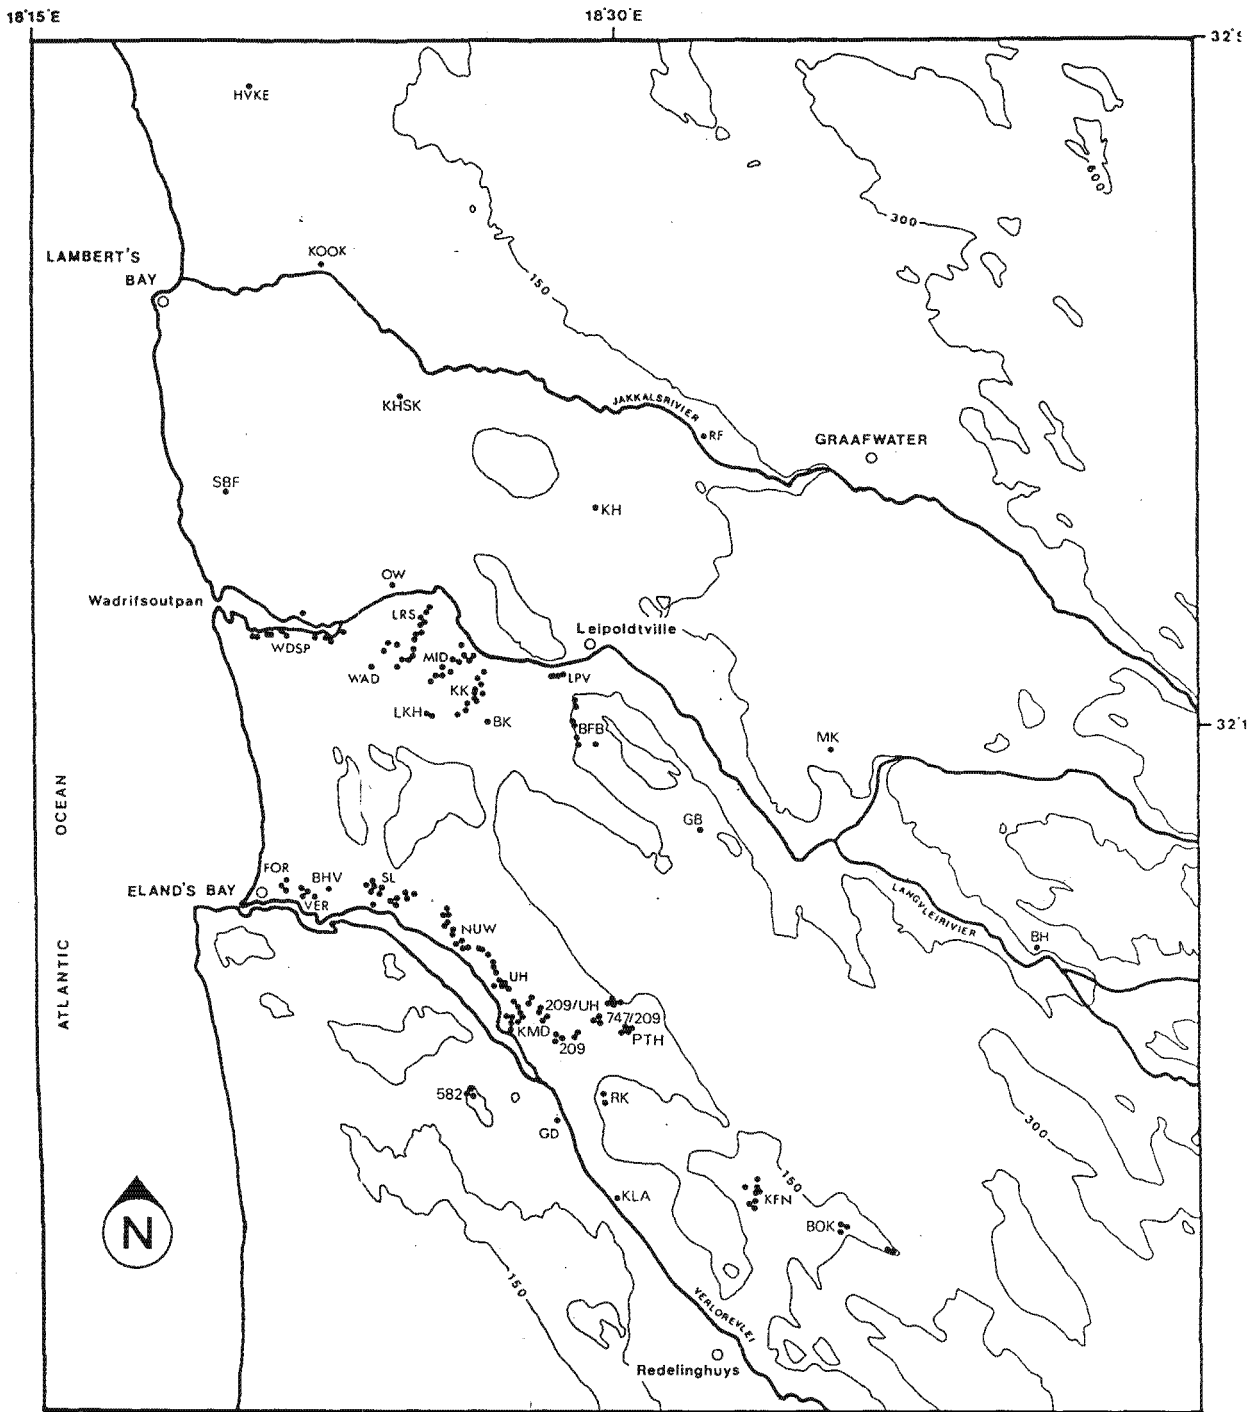 18°15'E
18°30'E
32°
HVKE
600
300
LAMBERT'S
BAY
KOOK
150
KHSK
JAKKALSRIVIER
RF
GRAAFWATER
SBF
KH
OW
Wadrifsoutpan
LRS
WDSP
Leipoldtville
MID
WAD
LPV
KK
LKH
BK
BFB
MK
32°1
GB
OCEAN
FOR
BHV
SL
ELAND'S BAY
VER
LANGVLEIRIVIER
NUW
BH
ATLANTIC
UH
209/UH
747/209
KMD
PTH
209
582
RK
GD
300
150
KLA
KFN
BOK
N
150
VERLOREVLEI
Redelinghuys